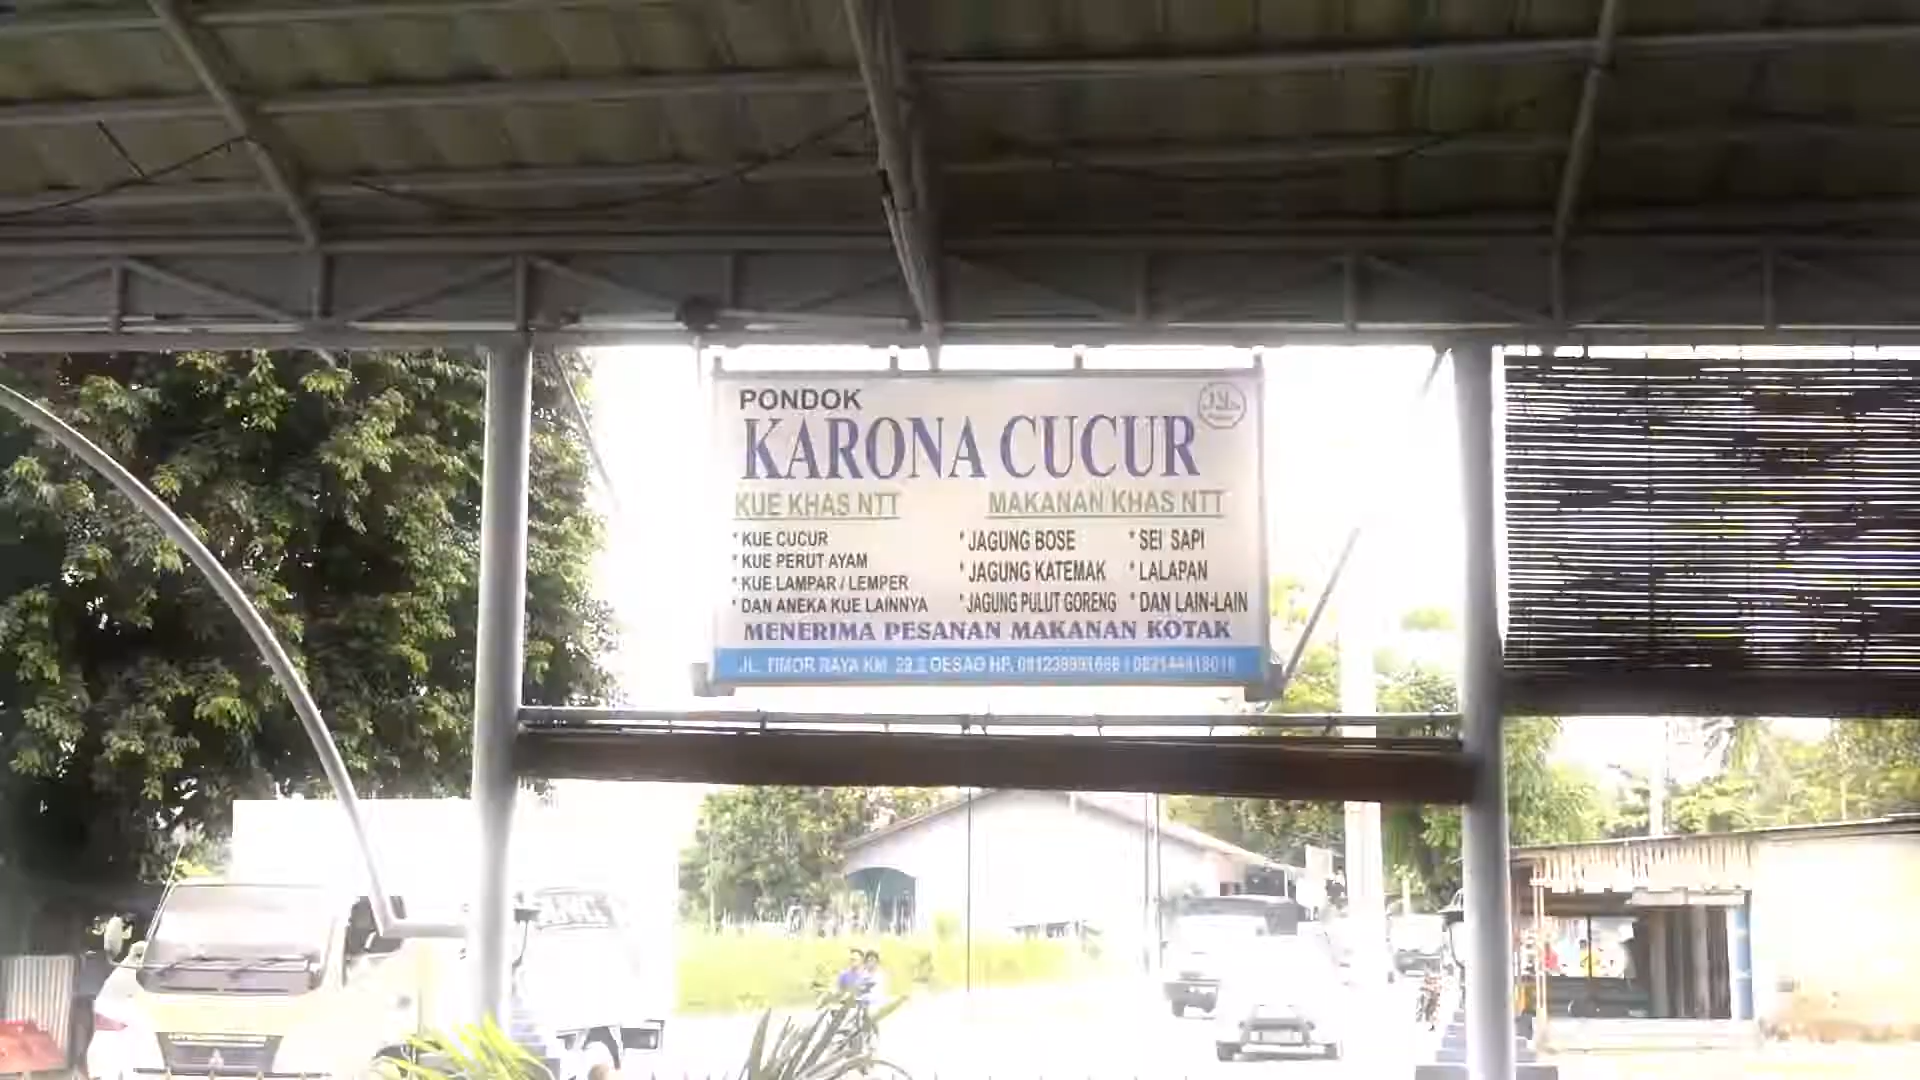 PONDOK
KARONA CUCUR
KUE KHAS NTT
* KUE CUCUR
* KUE PERUT AYAM
* KUE LAMPAR / LEMPER
* DAN ANEKA KUE LAINNYA
MAKANAN KHAS NTT
* JAGUNG BOSE
* JAGUNG KATEMAK
* JAGUNG PULUT GORENG
* SEI SAPI
* LALAPAN
* DAN LAIN-LAIN
MENERIMA PESANAN MAKANAN KOTAK
JL. TIMOR RAYA KM. OESAO HP.